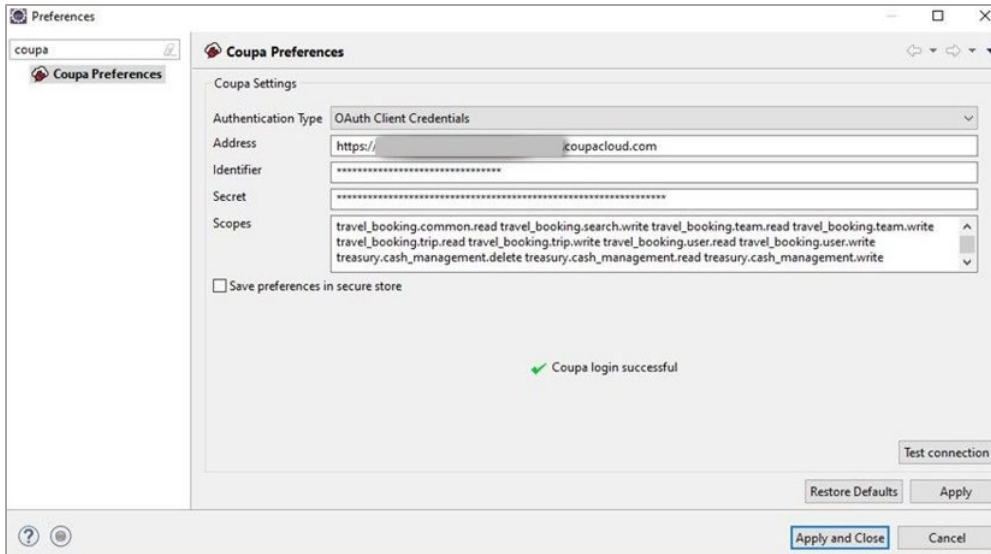 Preferences
coupa
Coupa Preferences
Coupa Preferences
Coupa Settings
Authentication Type OAuth Client Credentials
Address https:// .coupacloud.com
Identifier ********************************
Secret ****************************************************************
Scopes travel_booking.common.read travel_booking.search.write travel_booking.team.read travel_booking.team.write
travel_booking.trip.read travel_booking.trip.write travel_booking.user.read travel_booking.user.write
treasury.cash_management.delete treasury.cash_management.read treasury.cash_management.write
Save preferences in secure store
Coupa login successful
Test connection
Restore Defaults Apply
Apply and Close Cancel